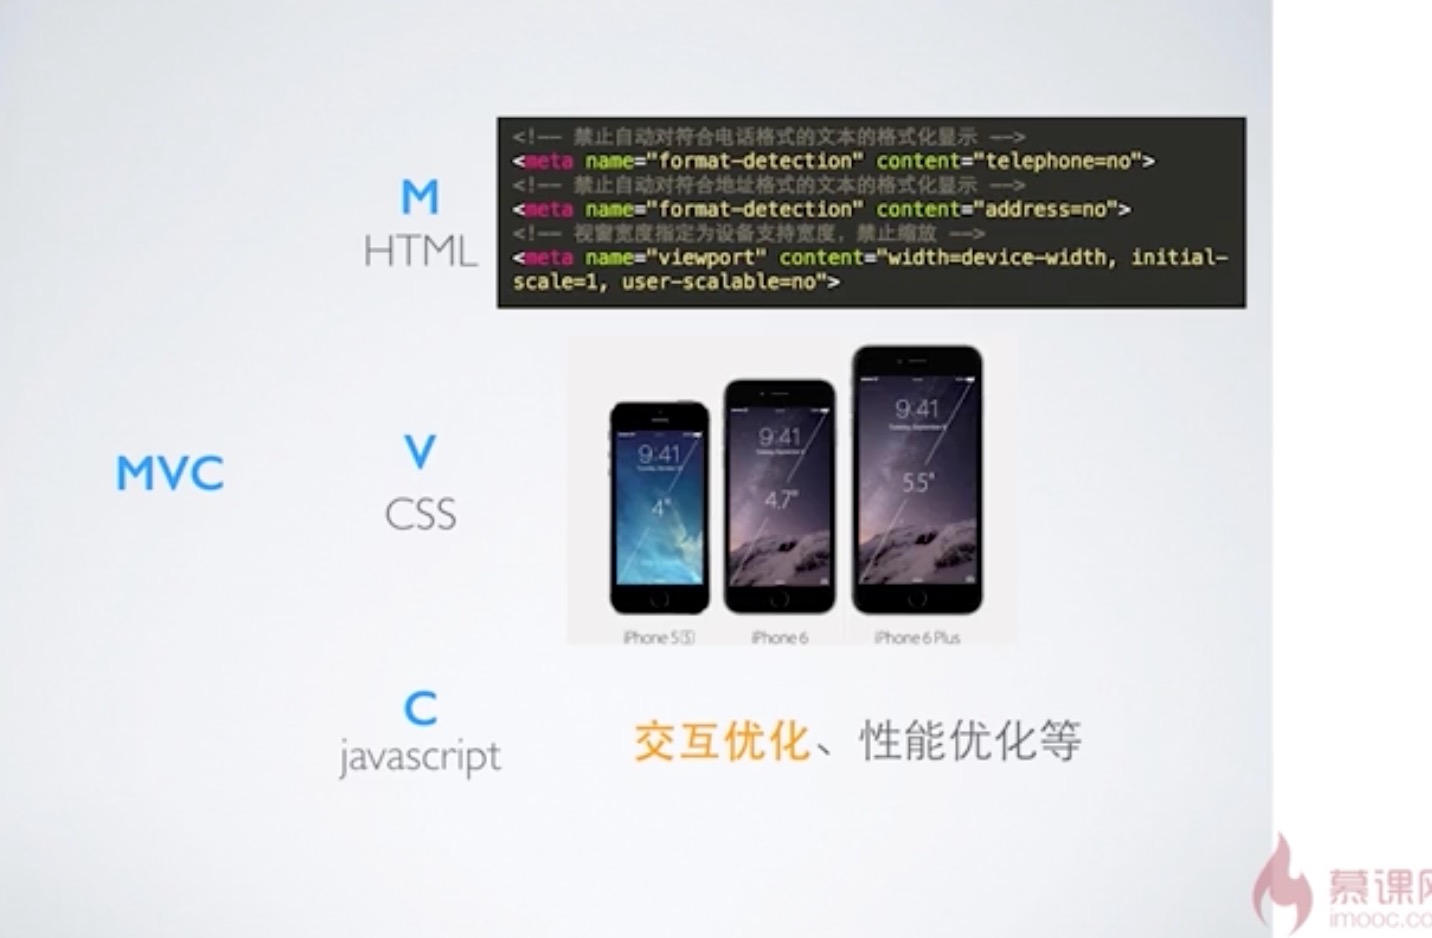 <!-- 禁止自动对符合电话格式的文本的格式化显示 -->
<meta name="format-detection" content="telephone=no">
<!-- 禁止自动对符合地址格式的文本的格式化显示 -->
<meta name="format-detection" content="address=no">
<!-- 视窗宽度指定为设备支持宽度, 禁止缩放 -->
<meta name="viewport" content="width=device-width, initial-
scale=1, user-scalable=no">
M
HTML
MVC
V
CSS
9:41
4"
iPhone 5⑤
9:41
4.7"
iPhone 6
9:41
5.5"
iPhone 6 Plus
C
javascript
交互优化、性能优化等
慕课网
imooc.co